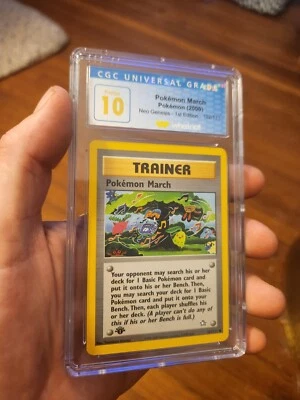 CGC UNIVERSAL GRADE
10
Pokémon March
Pokémon (2000)
Neo Genesis - 1st Edition
TRAINER
Pokémon March
Your opponent may search his or her
deck for 1 Basic Pokémon card and
put it onto his or her Bench. Then,
you may search your deck for 1 Basic
Pokémon card and put it onto your
Bench. Then, each player shuffles his
or her deck. (A player can't do any of
this if his or her Bench is full.)